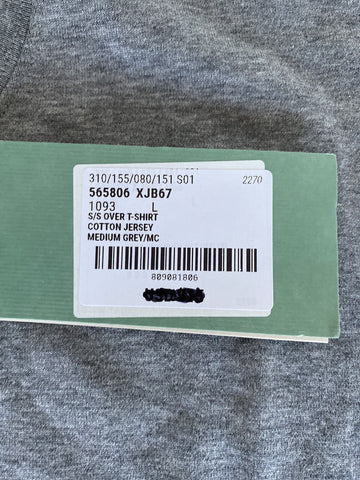 310/155/080/151 S01 2270
565806 XJB67
1093 L
S/S OVER T-SHIRT
COTTON JERSEY
MEDIUM GREY/MC
809081806